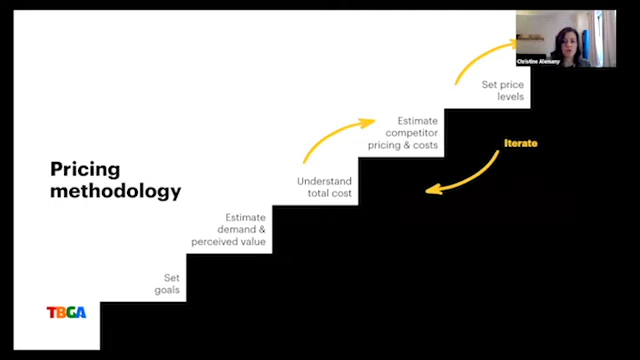 Christine Alemany
Set price
levels
Estimate
competitor
pricing & costs
Iterate
Pricing
methodology
Understand
total cost
Estimate
demand &
perceived value
Set
goals
TBGA